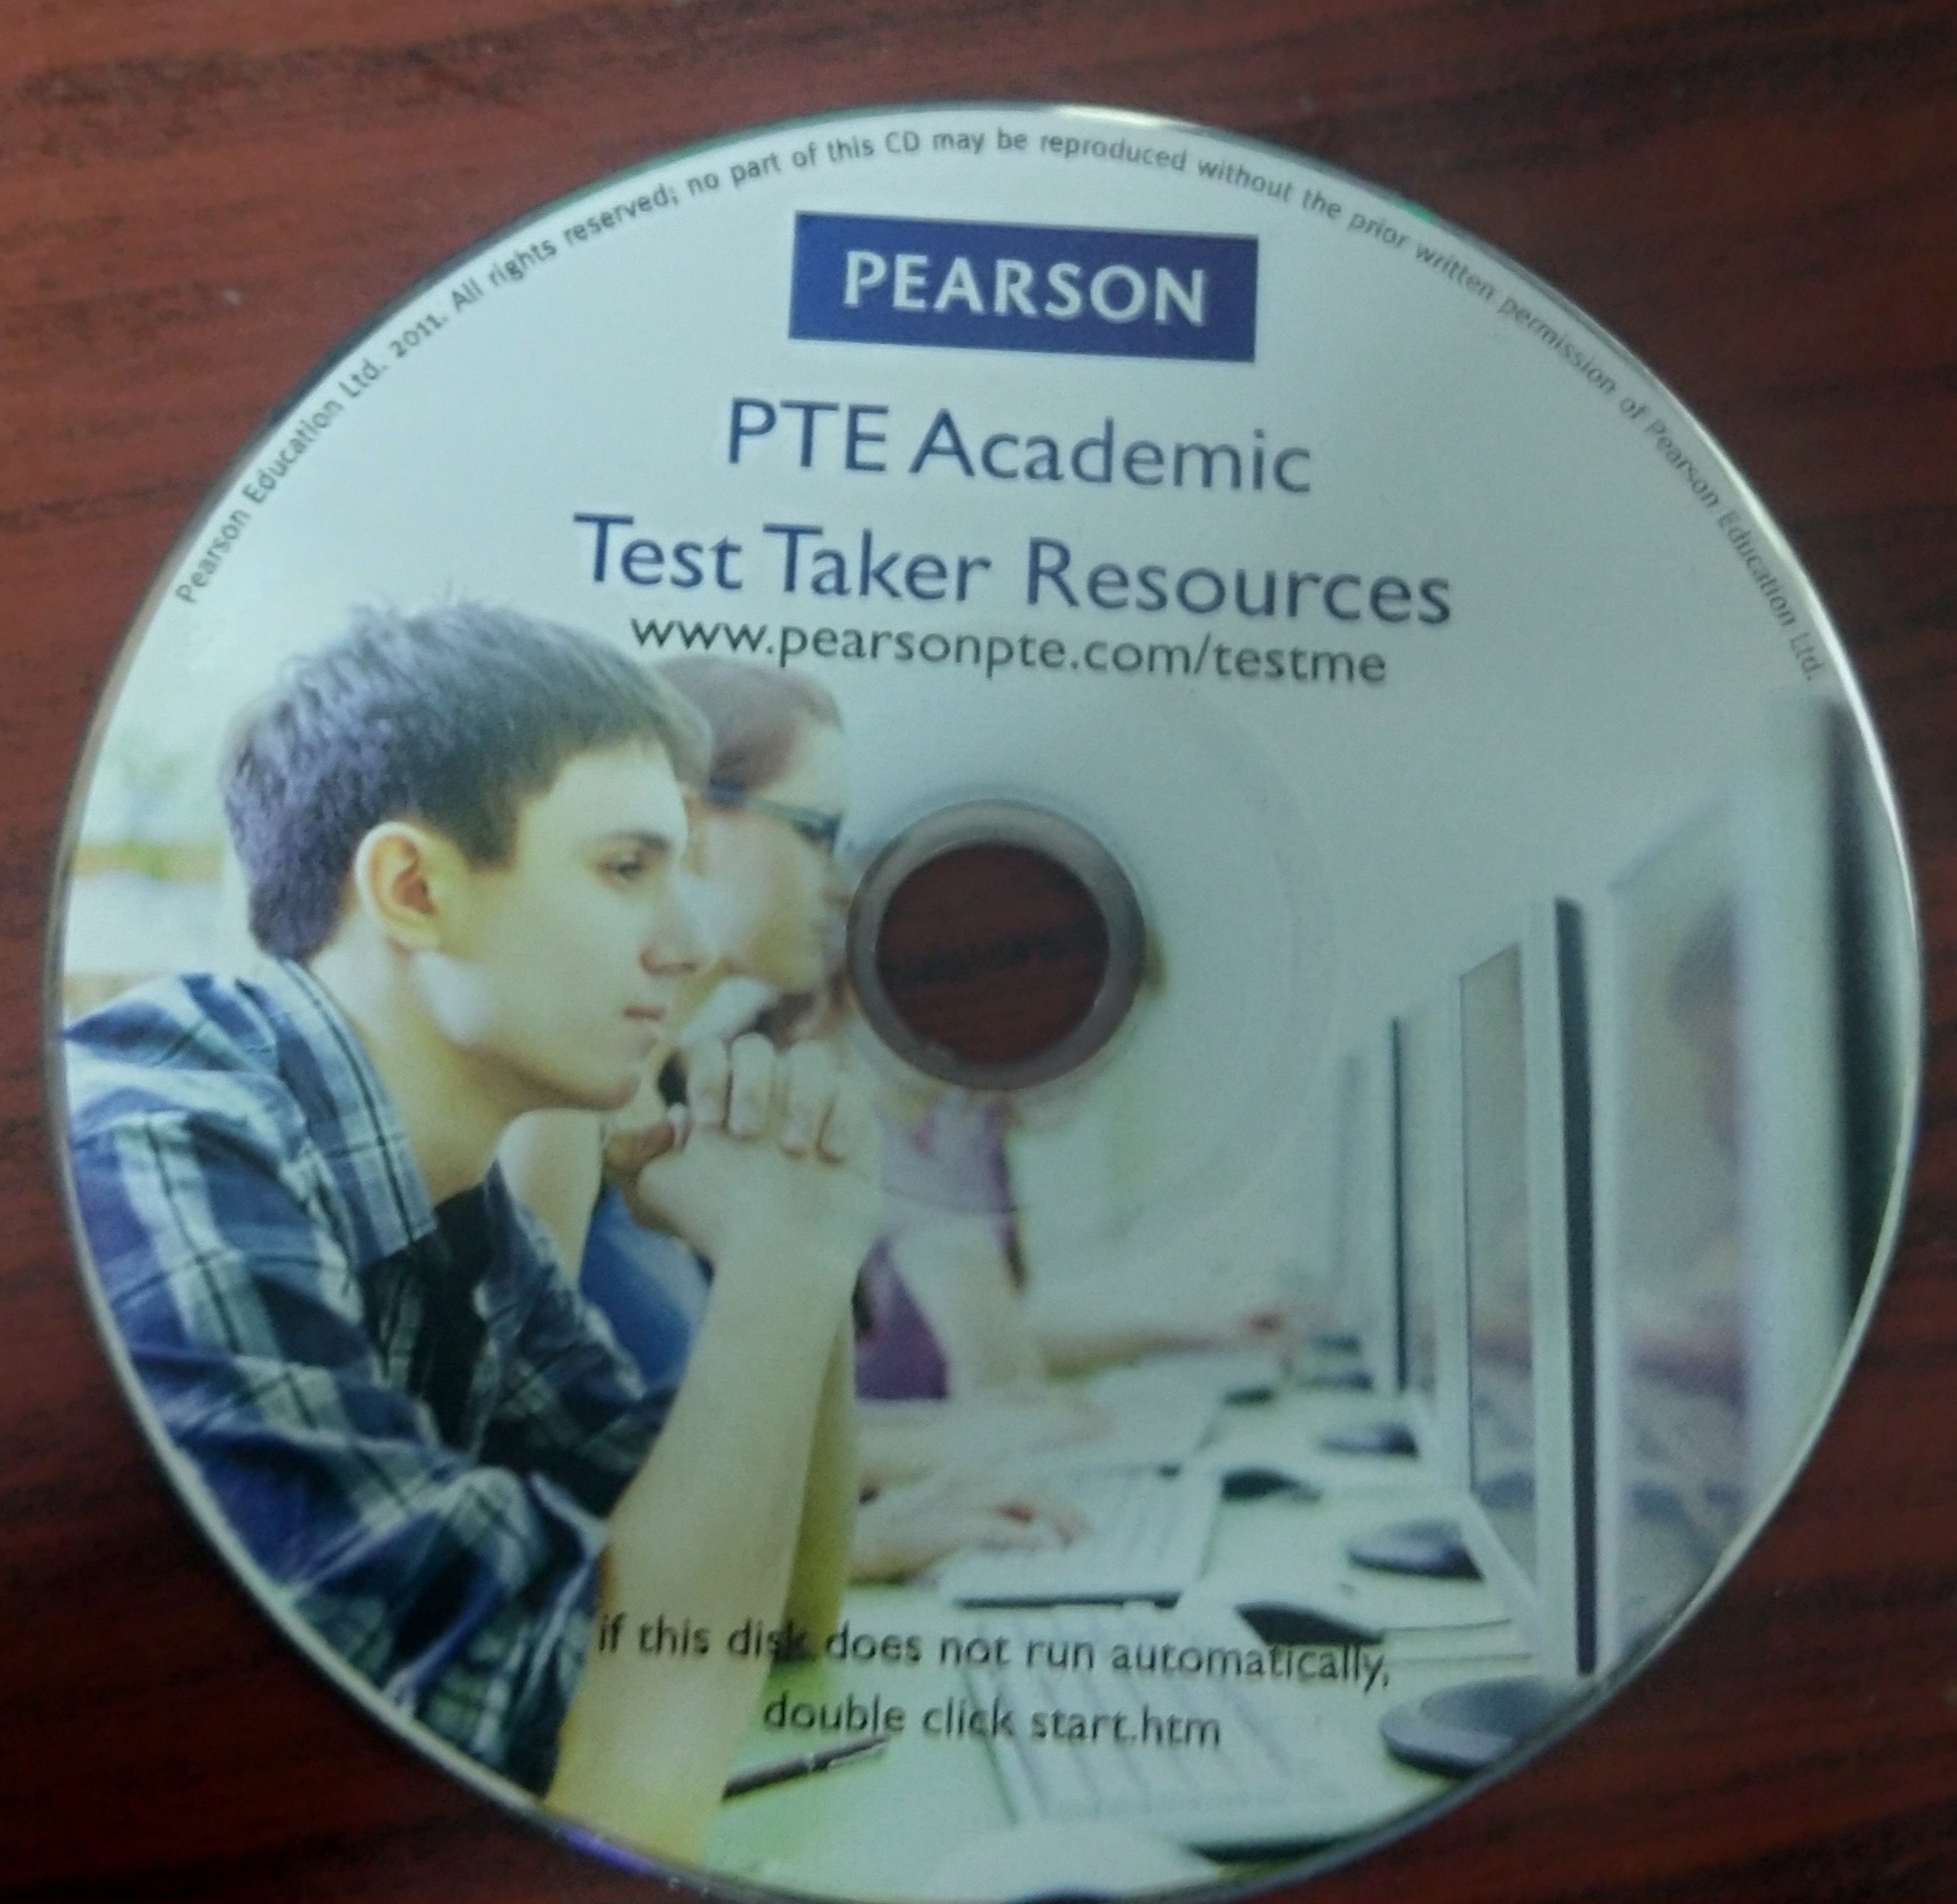 Pearson Education Ltd. 2011. All rights reserved; no part of this CD may be reproduced without the prior written permission of Pearson Education Ltd.
PEARSON
PTE Academic
Test Taker Resources
www.pearsonpte.com/testme
if this disk does not run automatically,
double click start.htm